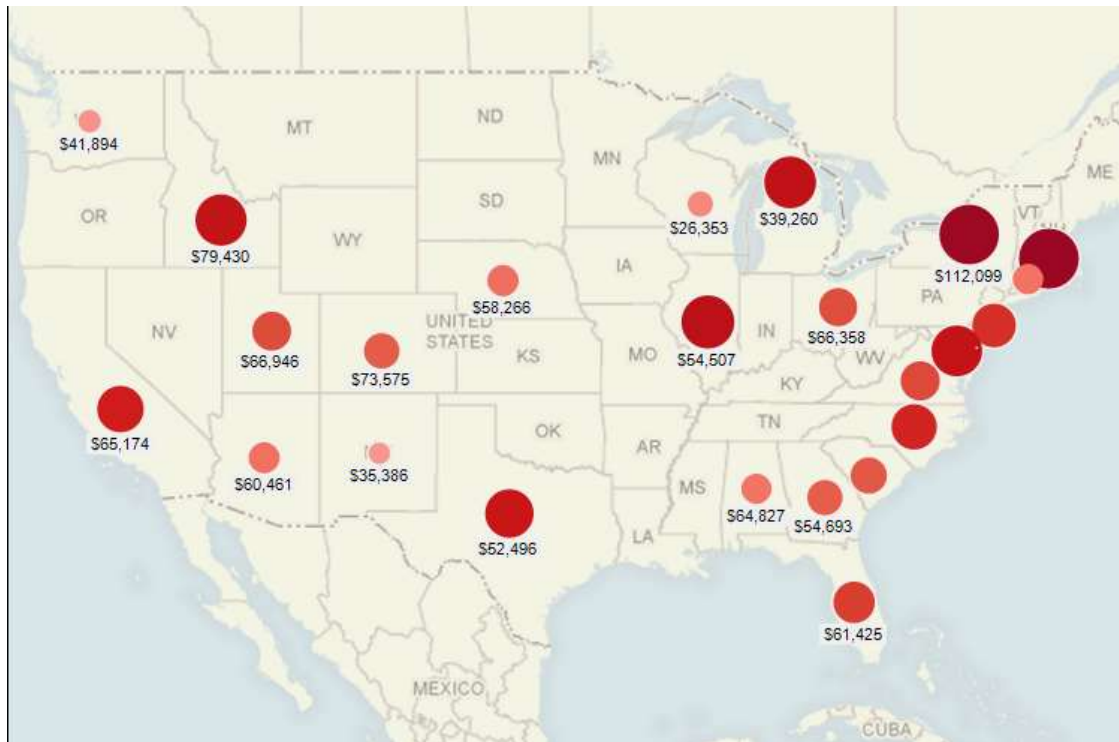 MT
ND
MN
ME
$41,894
OR
SD
$26,353
$39,260
VT
$79,430
WY
IA
$112,099
NV
$58,266
PA
UNITED
STATES
$66,946
$73,575
KS
MO
$54,507
IN
$66,358
WV
KY
$65,174
TN
OK
AR
$60,461
$35,386
MS
$64,827
$54,693
LA
$52,496
$61,425
MEXICO
CUBA